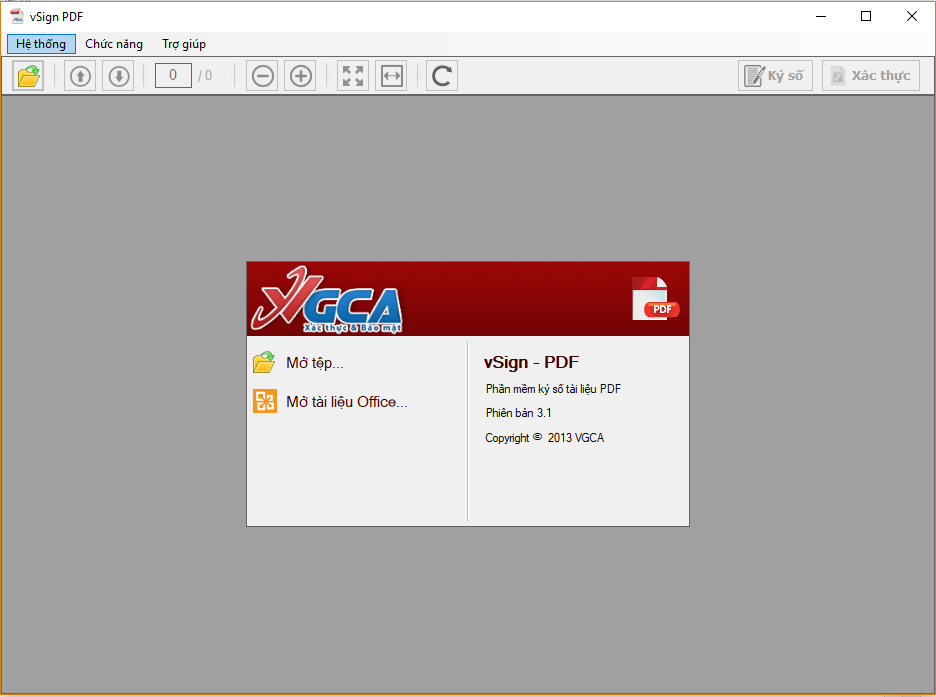 vSign PDF
Hệ thống Chức năng Trợ giúp
0 / 0 Ký số Xác thực
VGCA
Xác thực & Bảo mật
PDF
Mở tệp...
Mở tài liệu Office...
vSign - PDF
Phần mềm ký số tài liệu PDF
Phiên bản 3.1
Copyright © 2013 VGCA